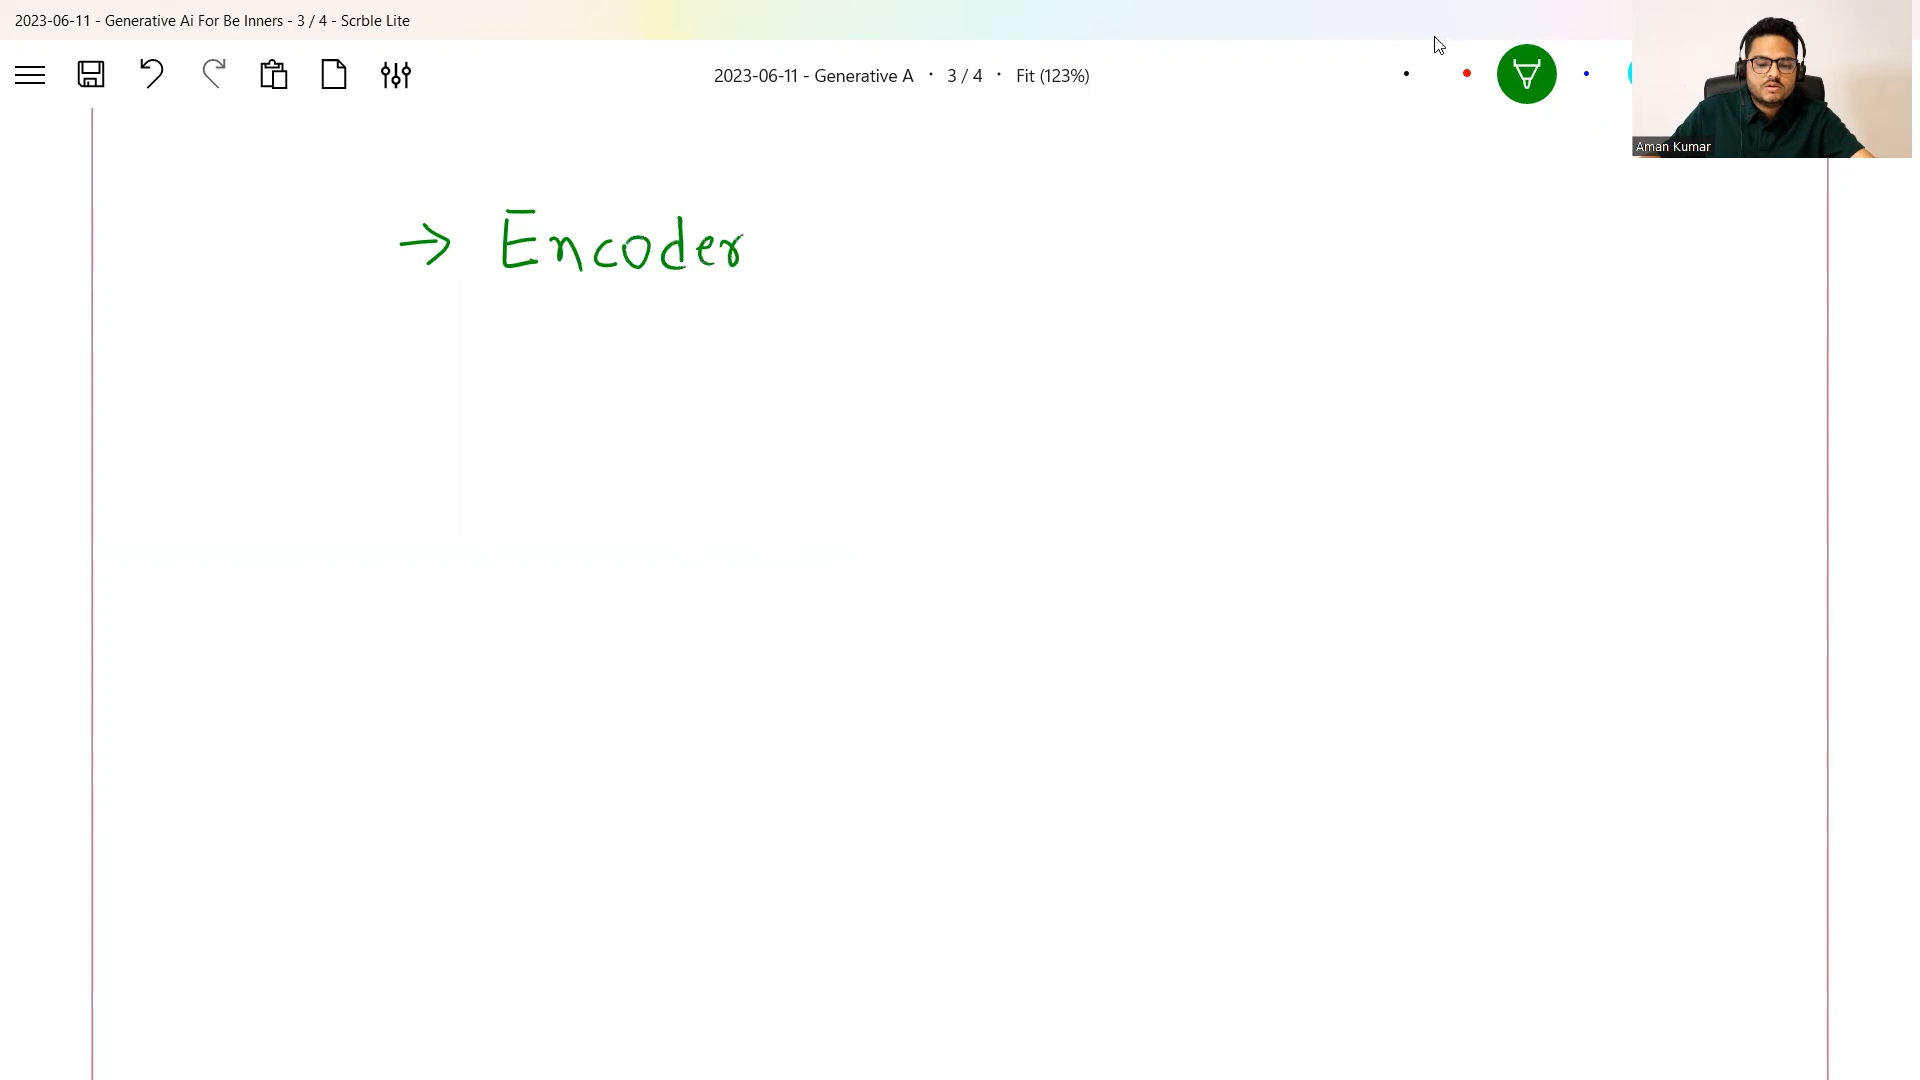 2023-06-11 - Generative Ai For Be Inners - 3 / 4 - Scrble Lite
2023-06-11 - Generative A · 3 / 4 · Fit (123%)
Aman Kumar
→ Encoder